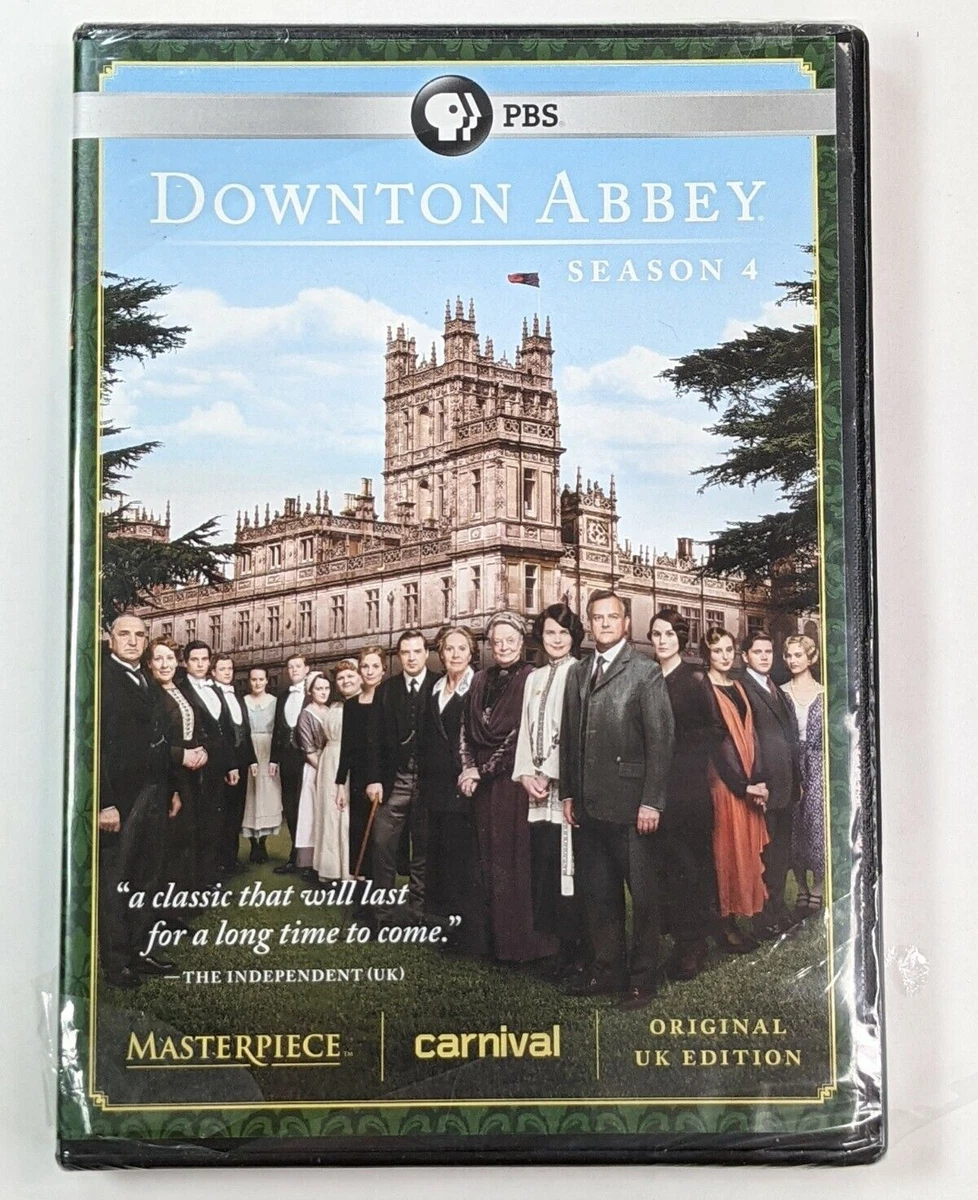 PBS
DOWNTON ABBEY®
SEASON 4
“a classic that will last
for a long time to come.”
—THE INDEPENDENT (UK)
MASTERPIECE™
carnival
ORIGINAL
UK EDITION